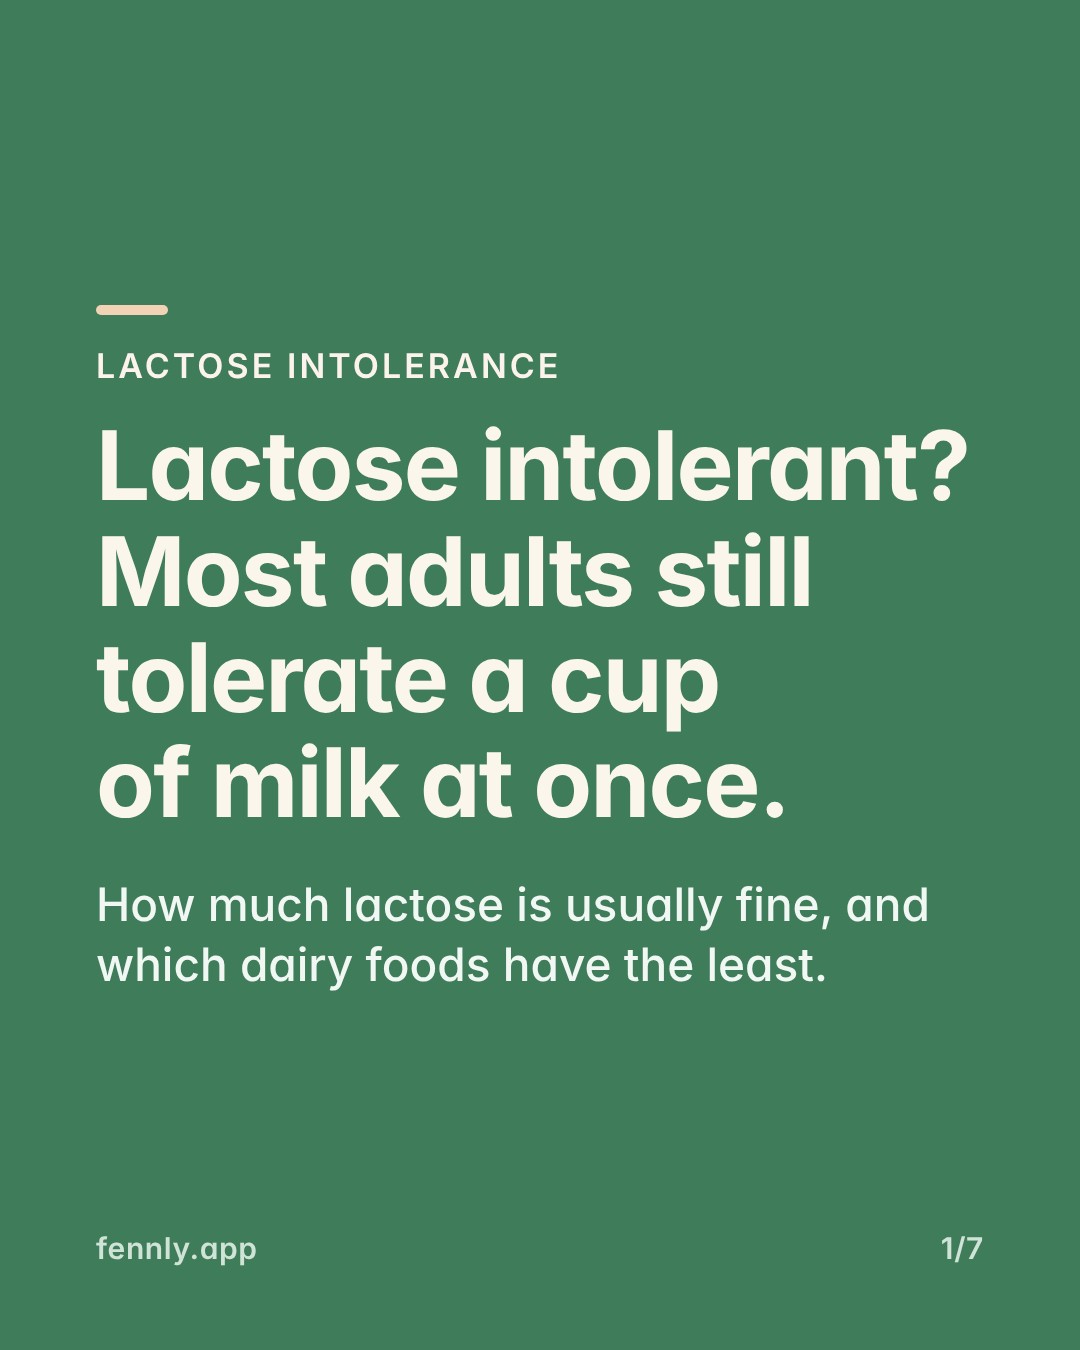 LACTOSE INTOLERANCE
Lactose intolerant?
Most adults still
tolerate a cup
of milk at once.
How much lactose is usually fine, and
which dairy foods have the least.
fennly.app
1/7